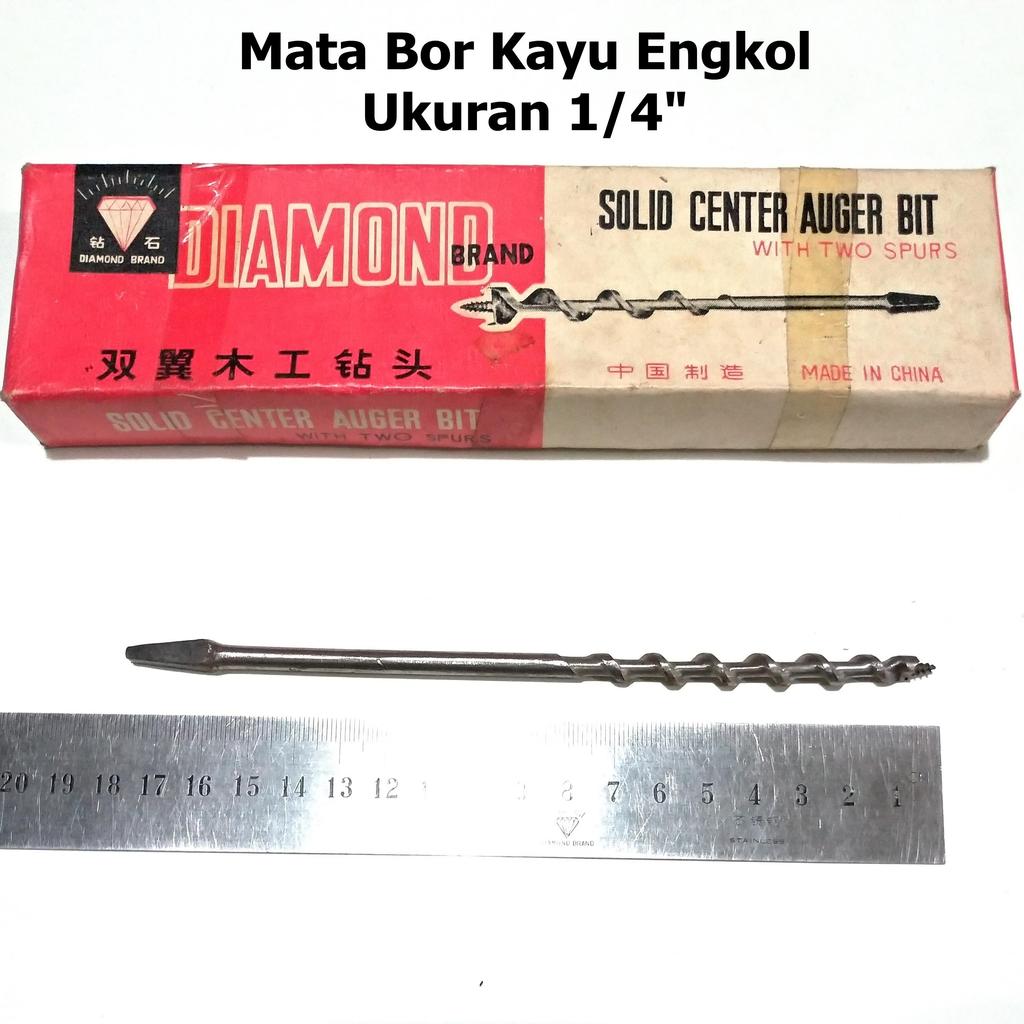 Mata Bor Kayu Engkol
Ukuran 1/4"
钻 石
DIAMOND BRAND
DIAMOND
BRAND
SOLID CENTER AUGER BIT
WITH TWO SPURS
双翼木工钻头
中国制造 MADE IN CHINA
SOLID CENTER AUGER BIT
WITH TWO SPURS
20 19 18 17 16 15 14 13 12 8 7 6 5 4 3 2 1
DIAMOND BRAND
STAINLESS